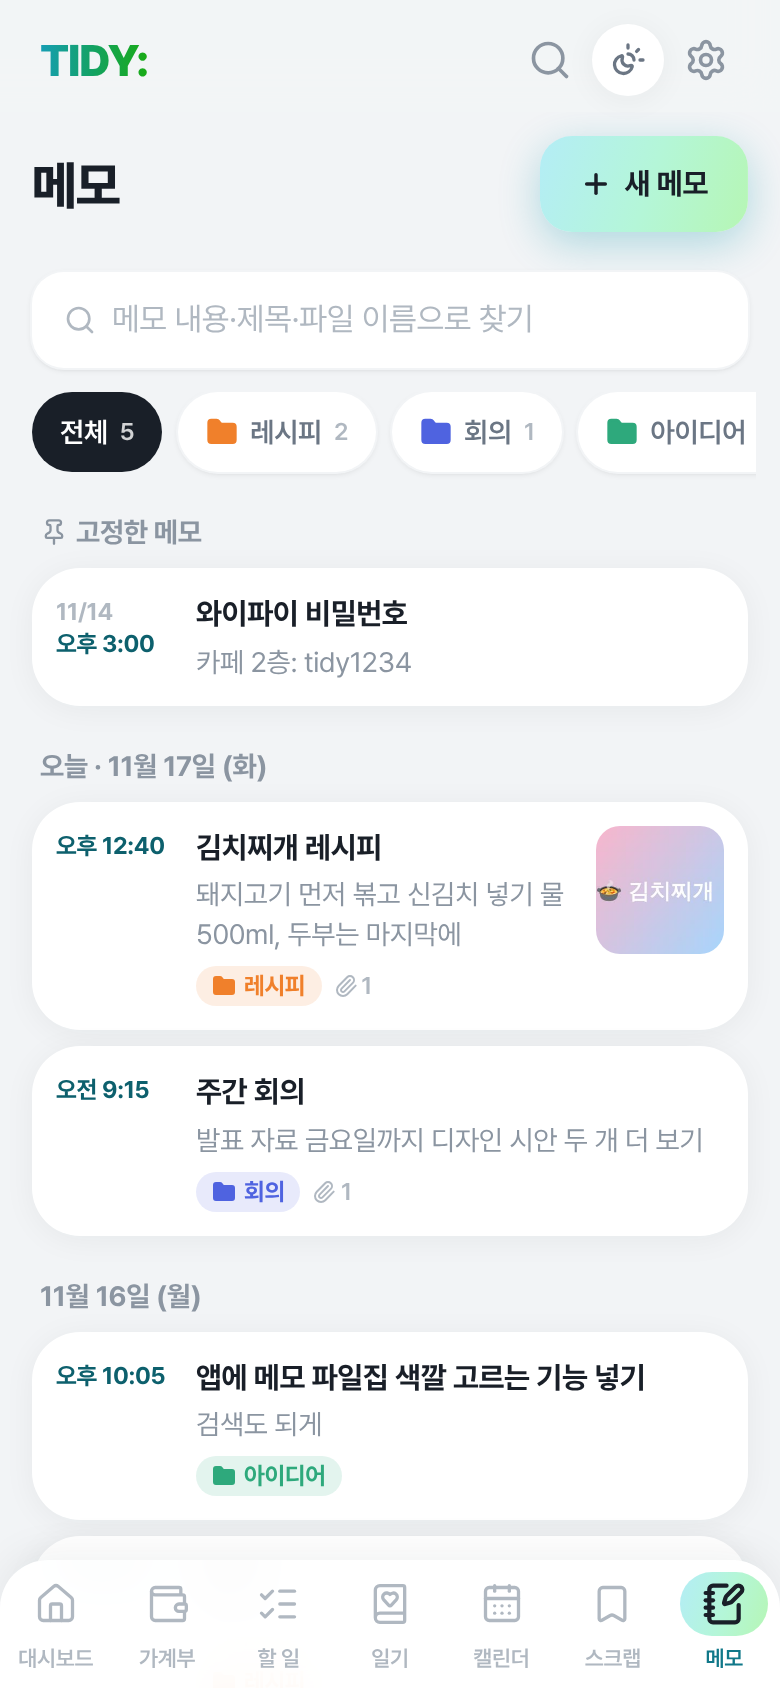 TIDY:
메모
+ 새 메모
메모 내용·제목·파일 이름으로 찾기
전체 5
레시피 2
회의 1
아이디어
고정한 메모
11/14
오후 3:00
와이파이 비밀번호
카페 2층: tidy1234
오늘 · 11월 17일 (화)
오후 12:40
김치찌개 레시피
돼지고기 먼저 볶고 신김치 넣기 물
500ml, 두부는 마지막에
🍲 김치찌개
레시피
1
오전 9:15
주간 회의
발표 자료 금요일까지 디자인 시안 두 개 더 보기
회의
1
11월 16일 (월)
오후 10:05
앱에 메모 파일집 색깔 고르는 기능 넣기
검색도 되게
아이디어
대시보드
가계부
할 일
일기
캘린더
스크랩
메모